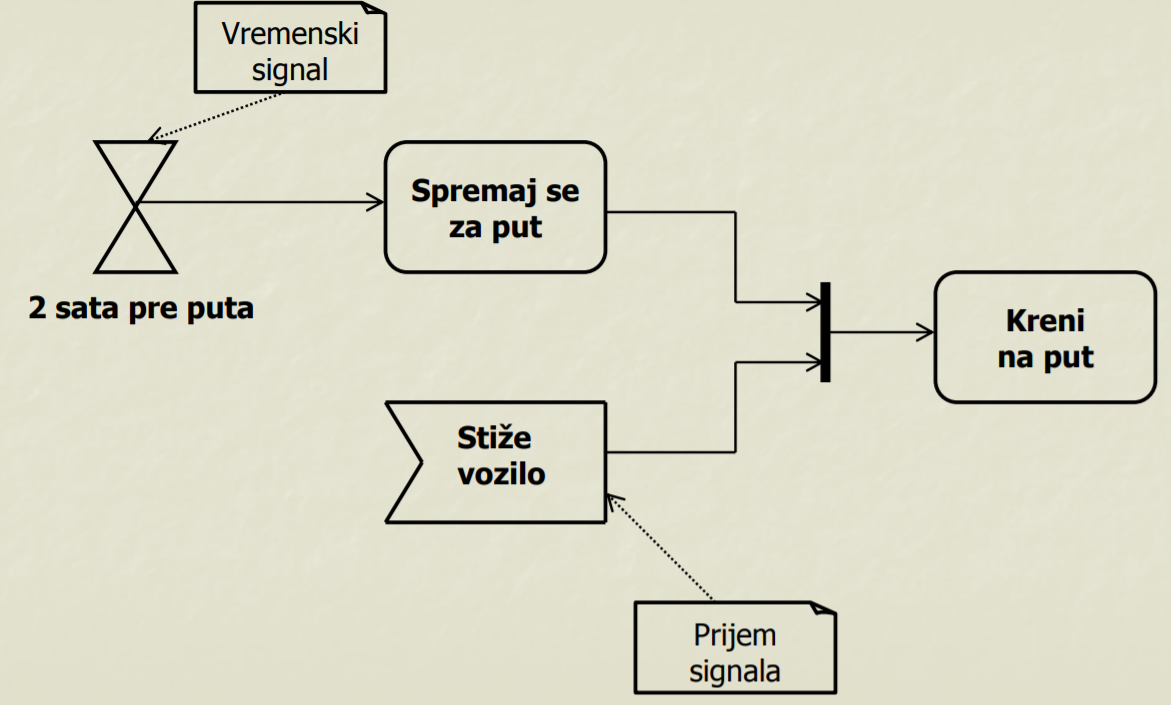 Vremenski
signal
Spremaj se
za put
2 sata pre puta
Kreni
na put
Stiže
vozilo
Prijem
signala